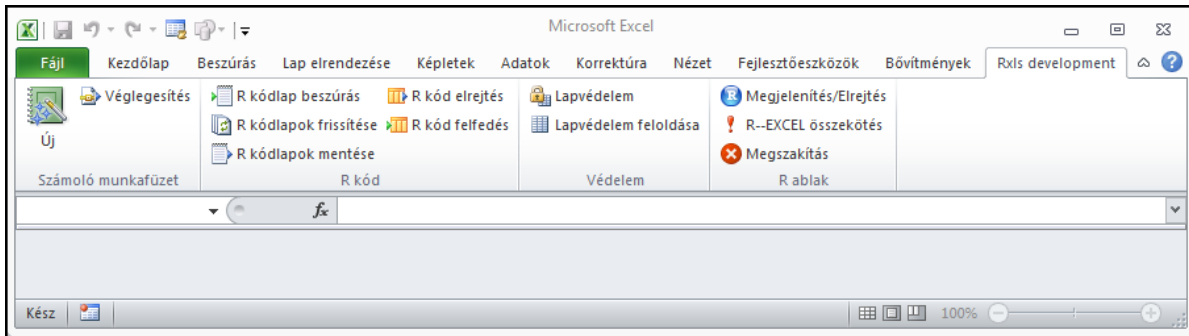 Microsoft Excel
Fájl Kezdőlap Beszúrás Lap elrendezése Képletek Adatok Korrektúra Nézet Fejlesztőeszközök Bővítmények Rxls development
Új
Véglegesítés
Számoló munkafüzet
R kódlap beszúrás
R kódlapok frissítése
R kódlapok mentése
R kód elrejtés
R kód felfedés
R kód
Lapvédelem
Lapvédelem feloldása
Védelem
Megjelenítés/Elrejtés
R--EXCEL összekötés
Megszakítás
R ablak
fx
Kész
100%